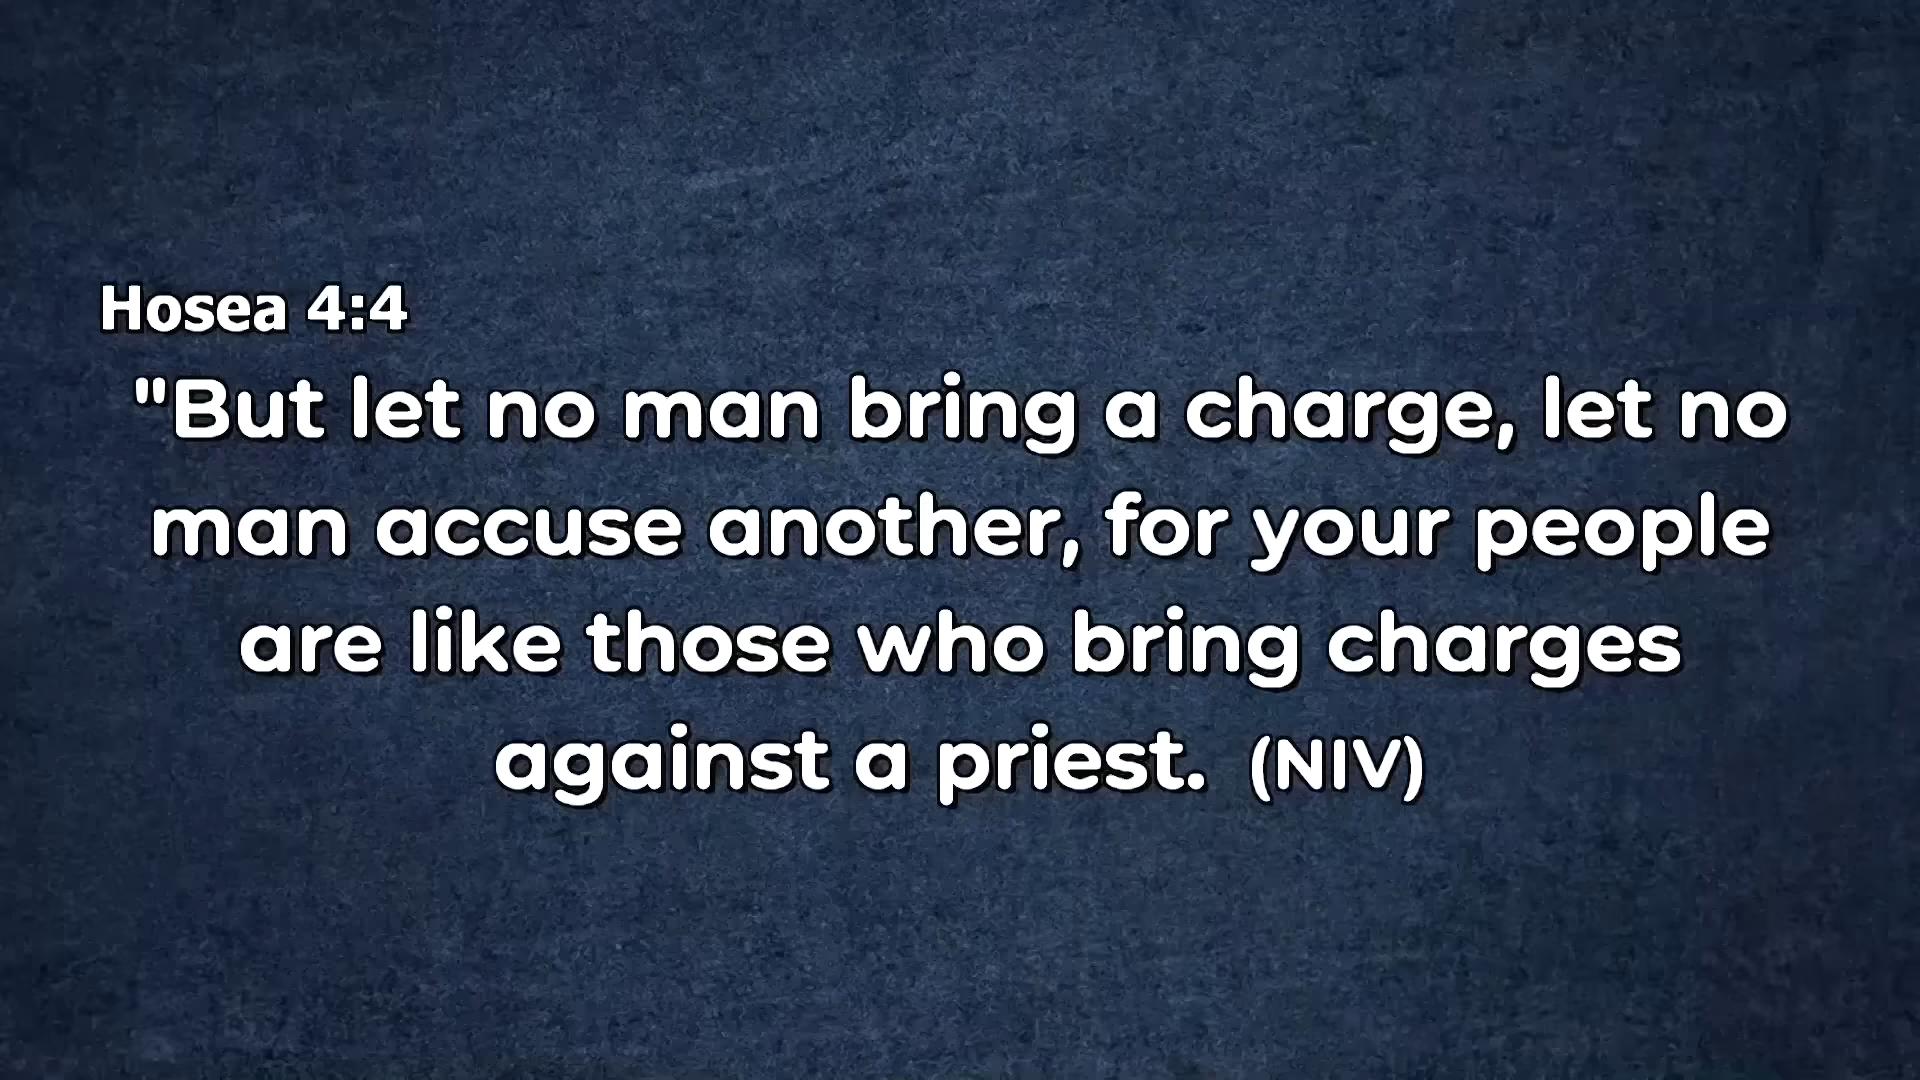 Hosea 4:4
"But let no man bring a charge, let no
man accuse another, for your people
are like those who bring charges
against a priest. (NIV)